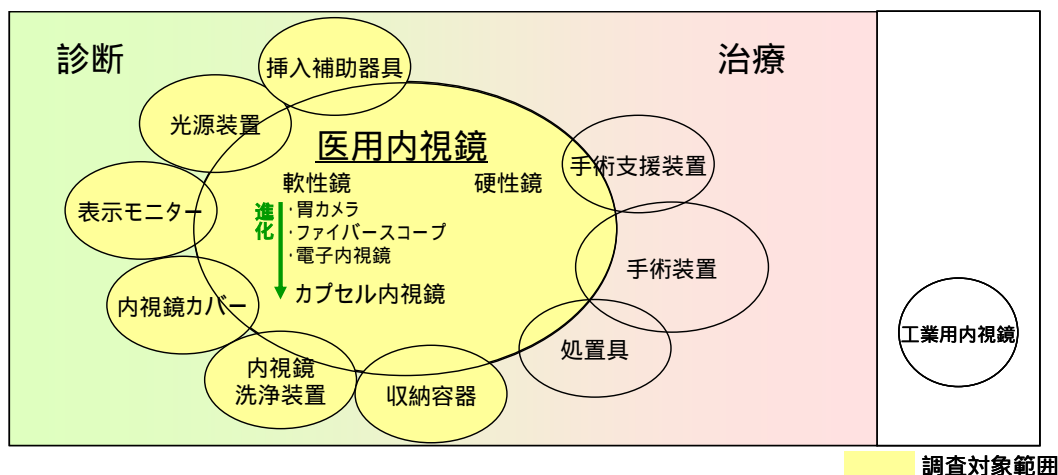 診断
治療
挿入補助器具
光源装置
医用内視鏡
手術支援装置
軟性鏡
硬性鏡
表示モニター
進化
・胃カメラ
・ファイバースコープ
・電子内視鏡
カプセル内視鏡
手術装置
内視鏡カバー
工業用内視鏡
処置具
内視鏡
洗浄装置
収納容器
調査対象範囲